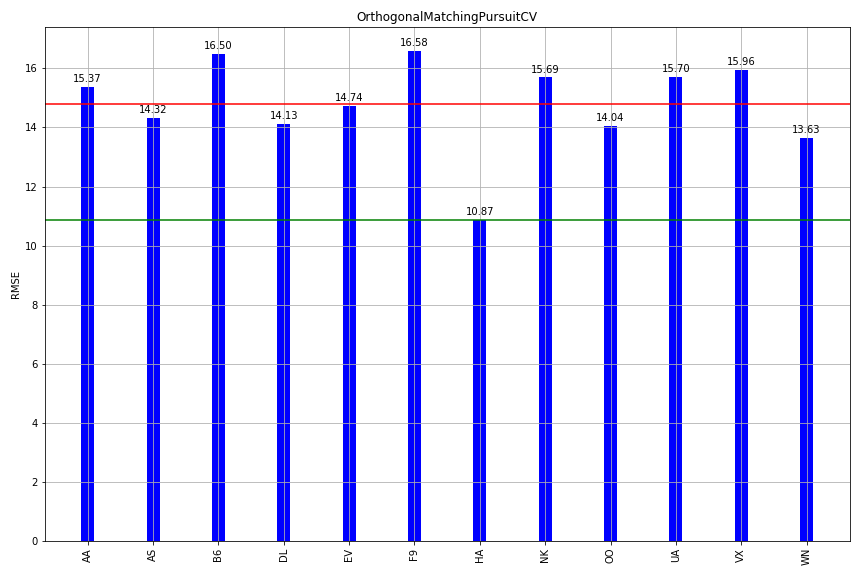 OrthogonalMatchingPursuitCV
RMSE
16
14
12
10
8
6
4
2
0
15.37
14.32
16.50
14.13
14.74
16.58
10.87
15.69
14.04
15.70
15.96
13.63
AA
AS
B6
DL
EV
F9
HA
NK
OO
UA
VX
WN